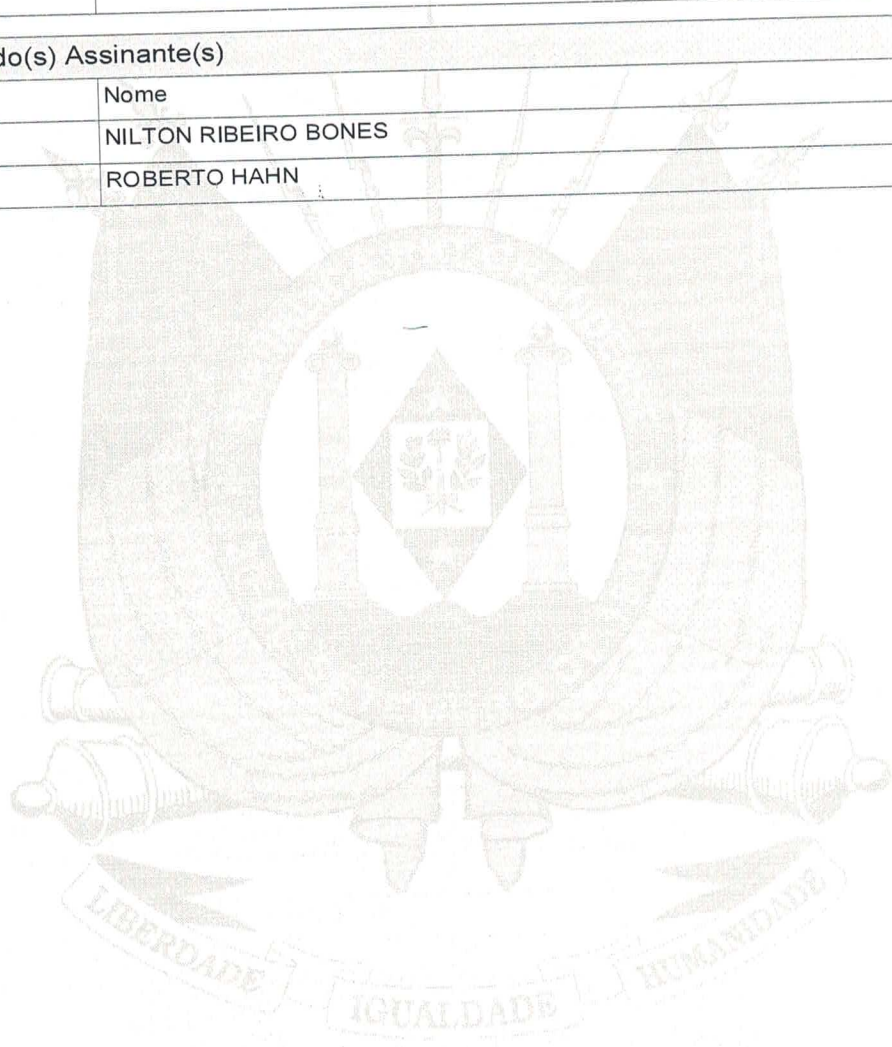 do(s) Assinante(s)
Nome
NILTON RIBEIRO BONES
ROBERTO HAHN
LIBERDADE
IGUALDADE
HUMANIDADE